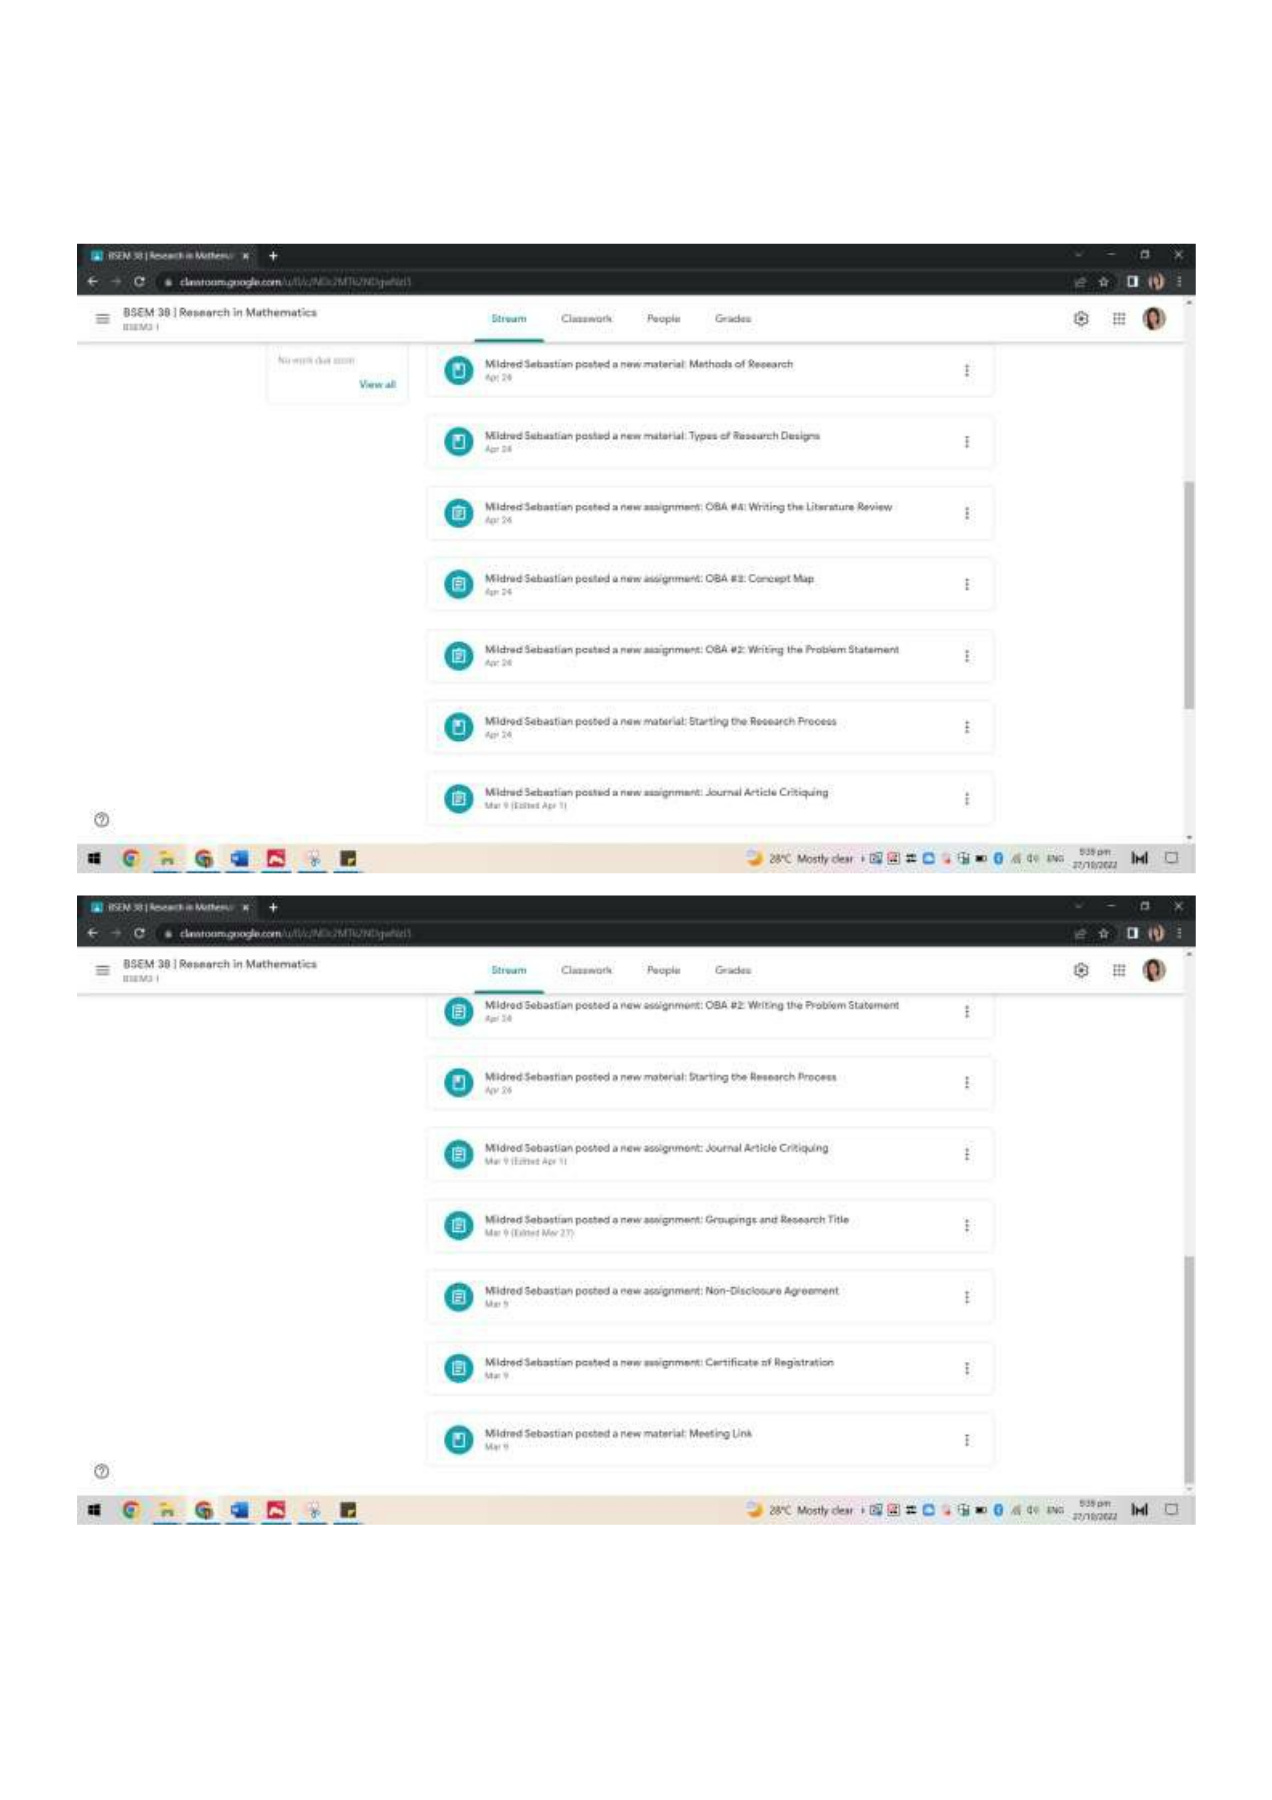 BSEM 38 | Research in Mathem
classroom.google.com
BSEM 38 | Research in Mathematics
BSEM3-1
Stream
Classwork
People
Grades
No work due soon
View all
Mildred Sebastian posted a new material: Methods of Research
Apr 24
Mildred Sebastian posted a new material: Types of Research Designs
Apr 24
Mildred Sebastian posted a new assignment: OBA #4: Writing the Literature Review
Apr 24
Mildred Sebastian posted a new assignment: OBA #3: Concept Map
Apr 24
Mildred Sebastian posted a new assignment: OBA #2: Writing the Problem Statement
Apr 24
Mildred Sebastian posted a new material: Starting the Research Process
Apr 24
Mildred Sebastian posted a new assignment: Journal Article Critiquing
Mar 9 (Edited Apr 1)
28°C Mostly clear
ENG
5:39 pm
27/10/2022
BSEM 38 | Research in Mathem
classroom.google.com
BSEM 38 | Research in Mathematics
BSEM3-1
Stream
Classwork
People
Grades
Mildred Sebastian posted a new assignment: OBA #2: Writing the Problem Statement
Apr 24
Mildred Sebastian posted a new material: Starting the Research Process
Apr 24
Mildred Sebastian posted a new assignment: Journal Article Critiquing
Mar 9 (Edited Apr 1)
Mildred Sebastian posted a new assignment: Groupings and Research Title
Mar 9 (Edited Mar 27)
Mildred Sebastian posted a new assignment: Non-Disclosure Agreement
Mar 9
Mildred Sebastian posted a new assignment: Certificate of Registration
Mar 9
Mildred Sebastian posted a new material: Meeting Link
Mar 9
28°C Mostly clear
ENG
5:39 pm
27/10/2022